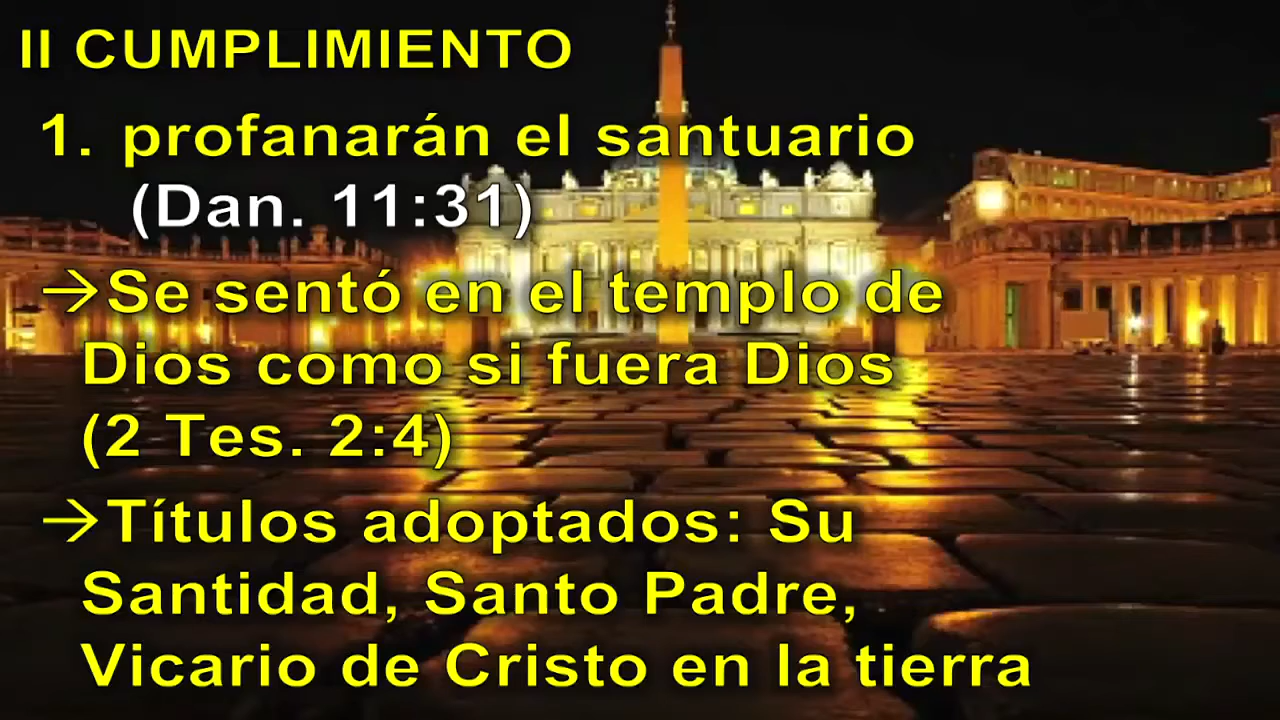 II CUMPLIMIENTO
1. profanarán el santuario
(Dan. 11:31)
→Se sentó en el templo de
Dios como si fuera Dios
(2 Tes. 2:4)
→Títulos adoptados: Su
Santidad, Santo Padre,
Vicario de Cristo en la tierra